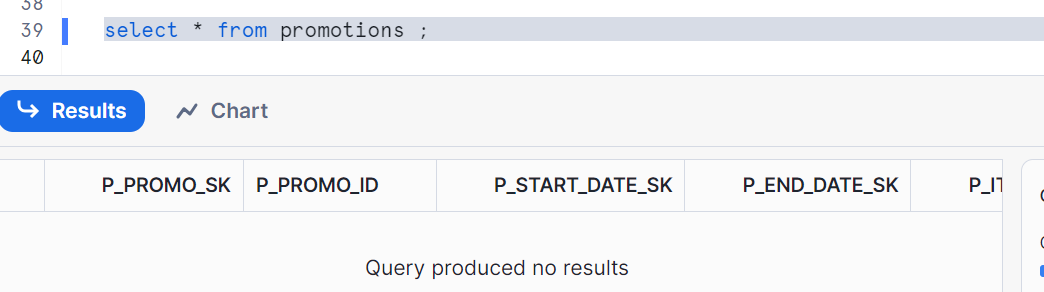 38
39 select * from promotions ;
40
Results Chart
P_PROMO_SK P_PROMO_ID P_START_DATE_SK P_END_DATE_SK
Query produced no results